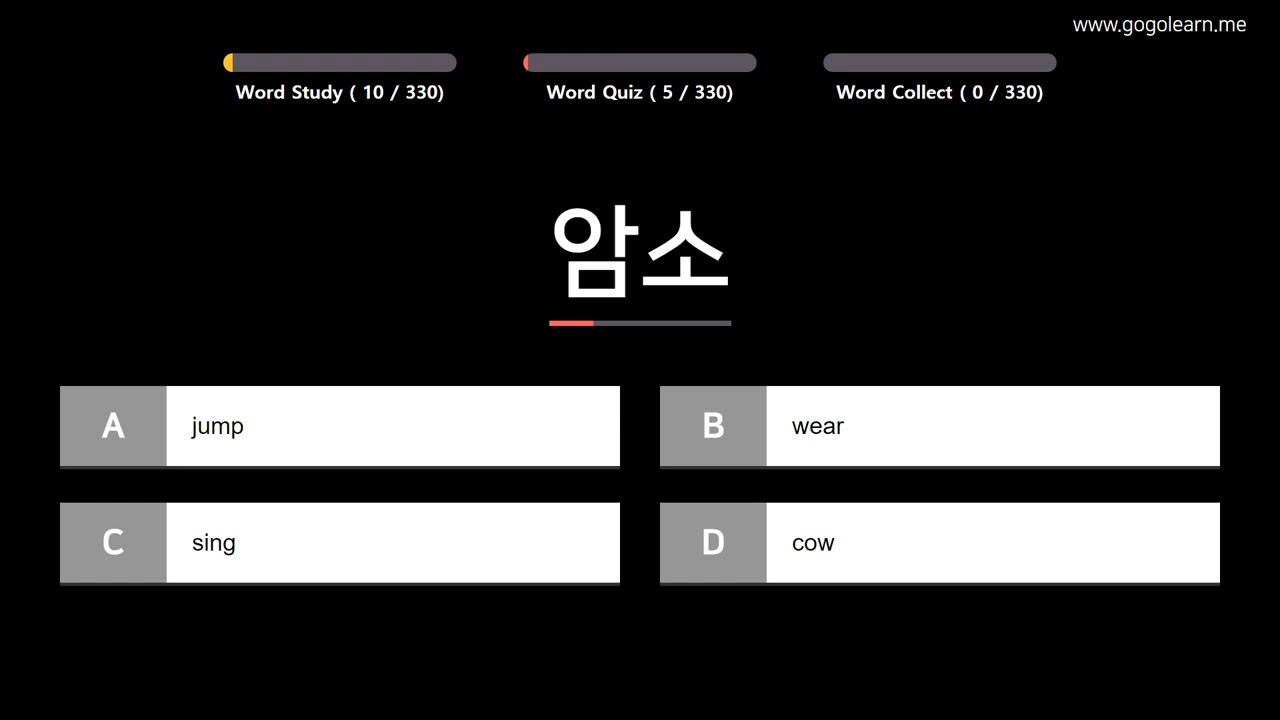 www.gogolearn.me
Word Study ( 10 / 330)
Word Quiz ( 5 / 330)
Word Collect ( 0 / 330)
암소
A jump
B wear
C sing
D cow